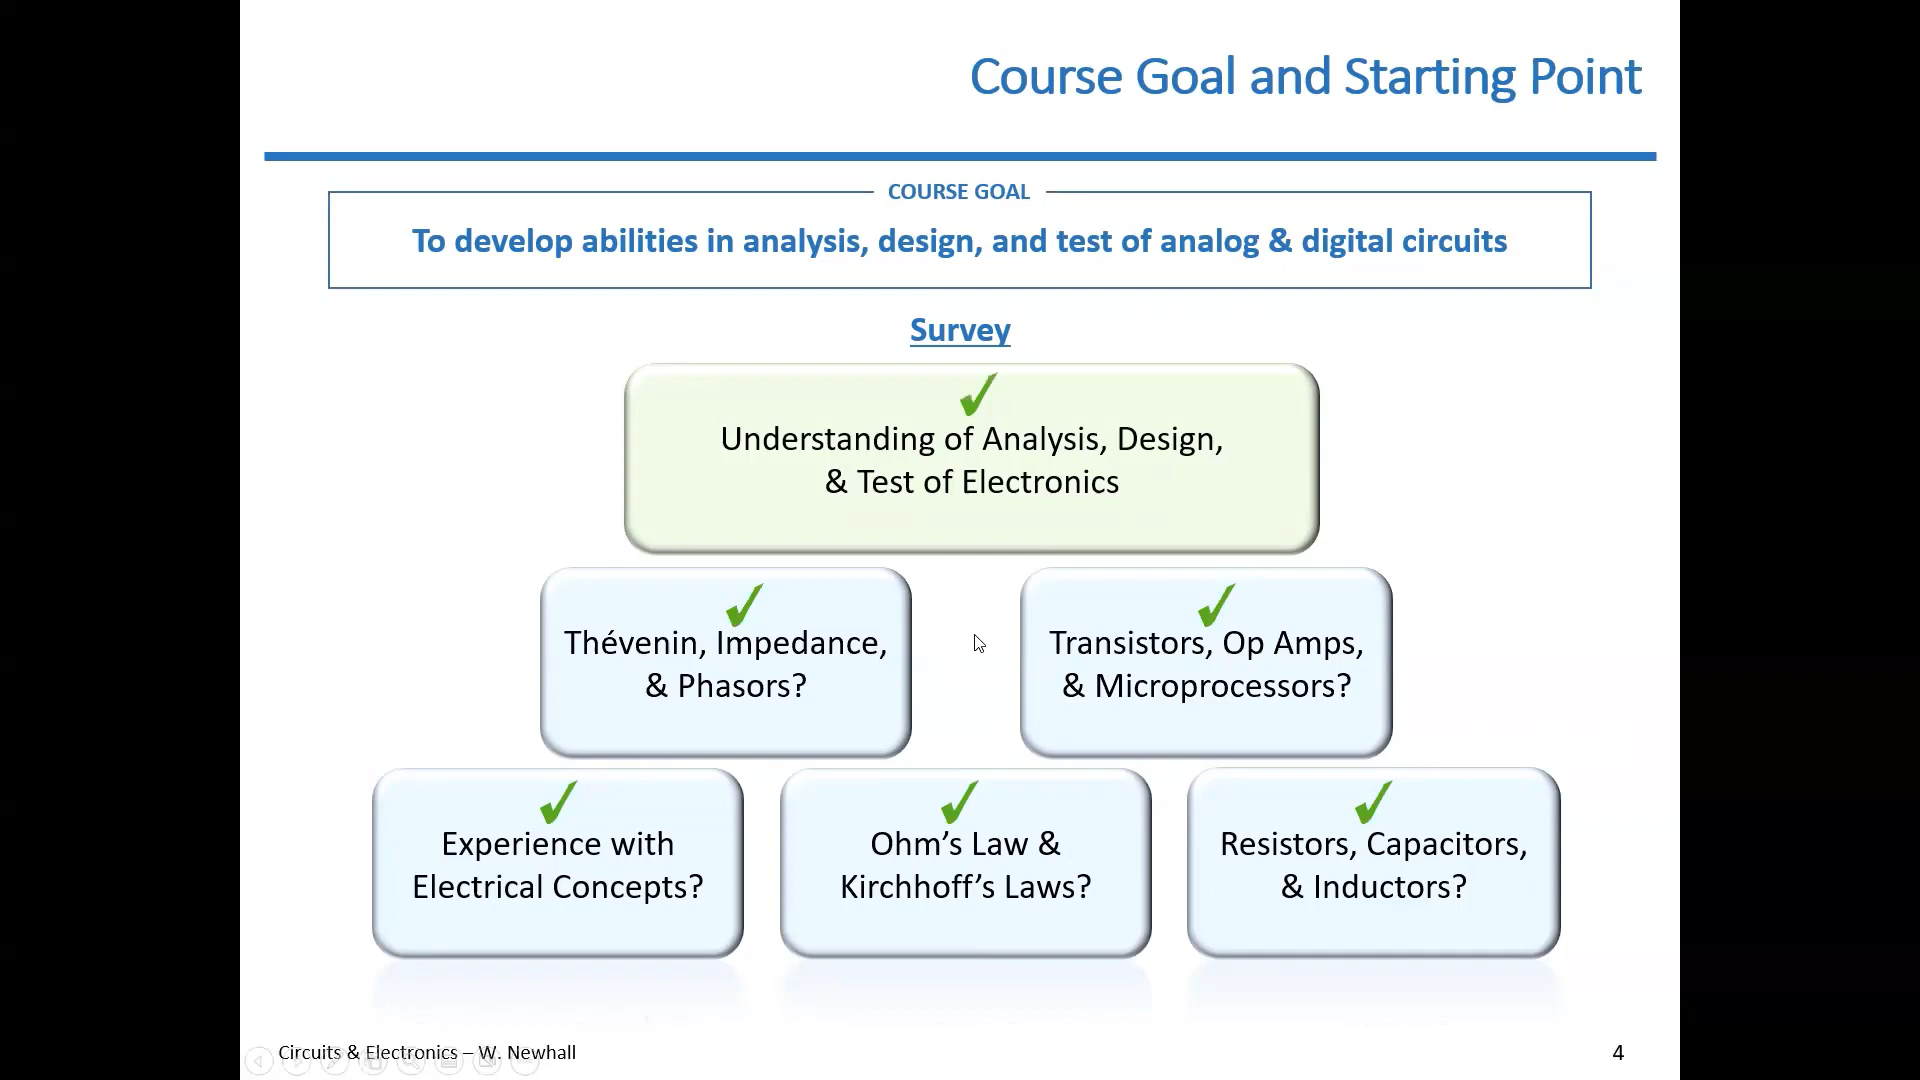 Course Goal and Starting Point
COURSE GOAL
To develop abilities in analysis, design, and test of analog & digital circuits
Survey
Understanding of Analysis, Design,
& Test of Electronics
Thévenin, Impedance,
& Phasors?
Transistors, Op Amps,
& Microprocessors?
Experience with
Electrical Concepts?
Ohm’s Law &
Kirchhoff’s Laws?
Resistors, Capacitors,
& Inductors?
Circuits & Electronics – W. Newhall
4